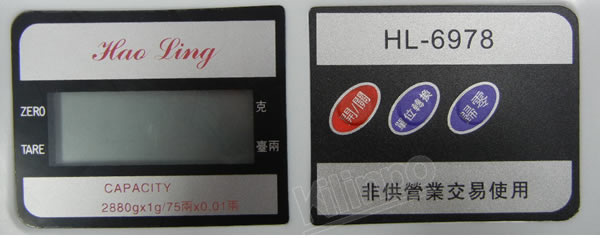 Hao Ling
ZERO 克
TARE 臺兩
CAPACITY
2880gx1g/75兩x0.01兩
HL-6978
開/關 單位轉換 歸零
非供營業交易使用
Kilinpo